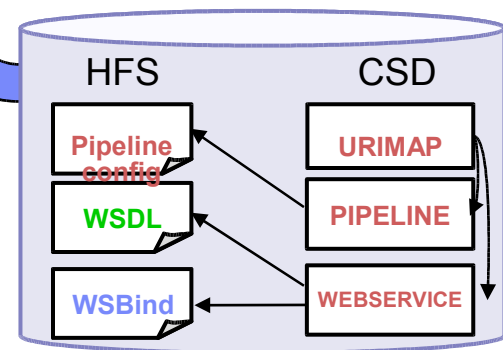 HFS
CSD
Pipeline
config
URIMAP
WSDL
PIPELINE
WSBind
WEBSERVICE